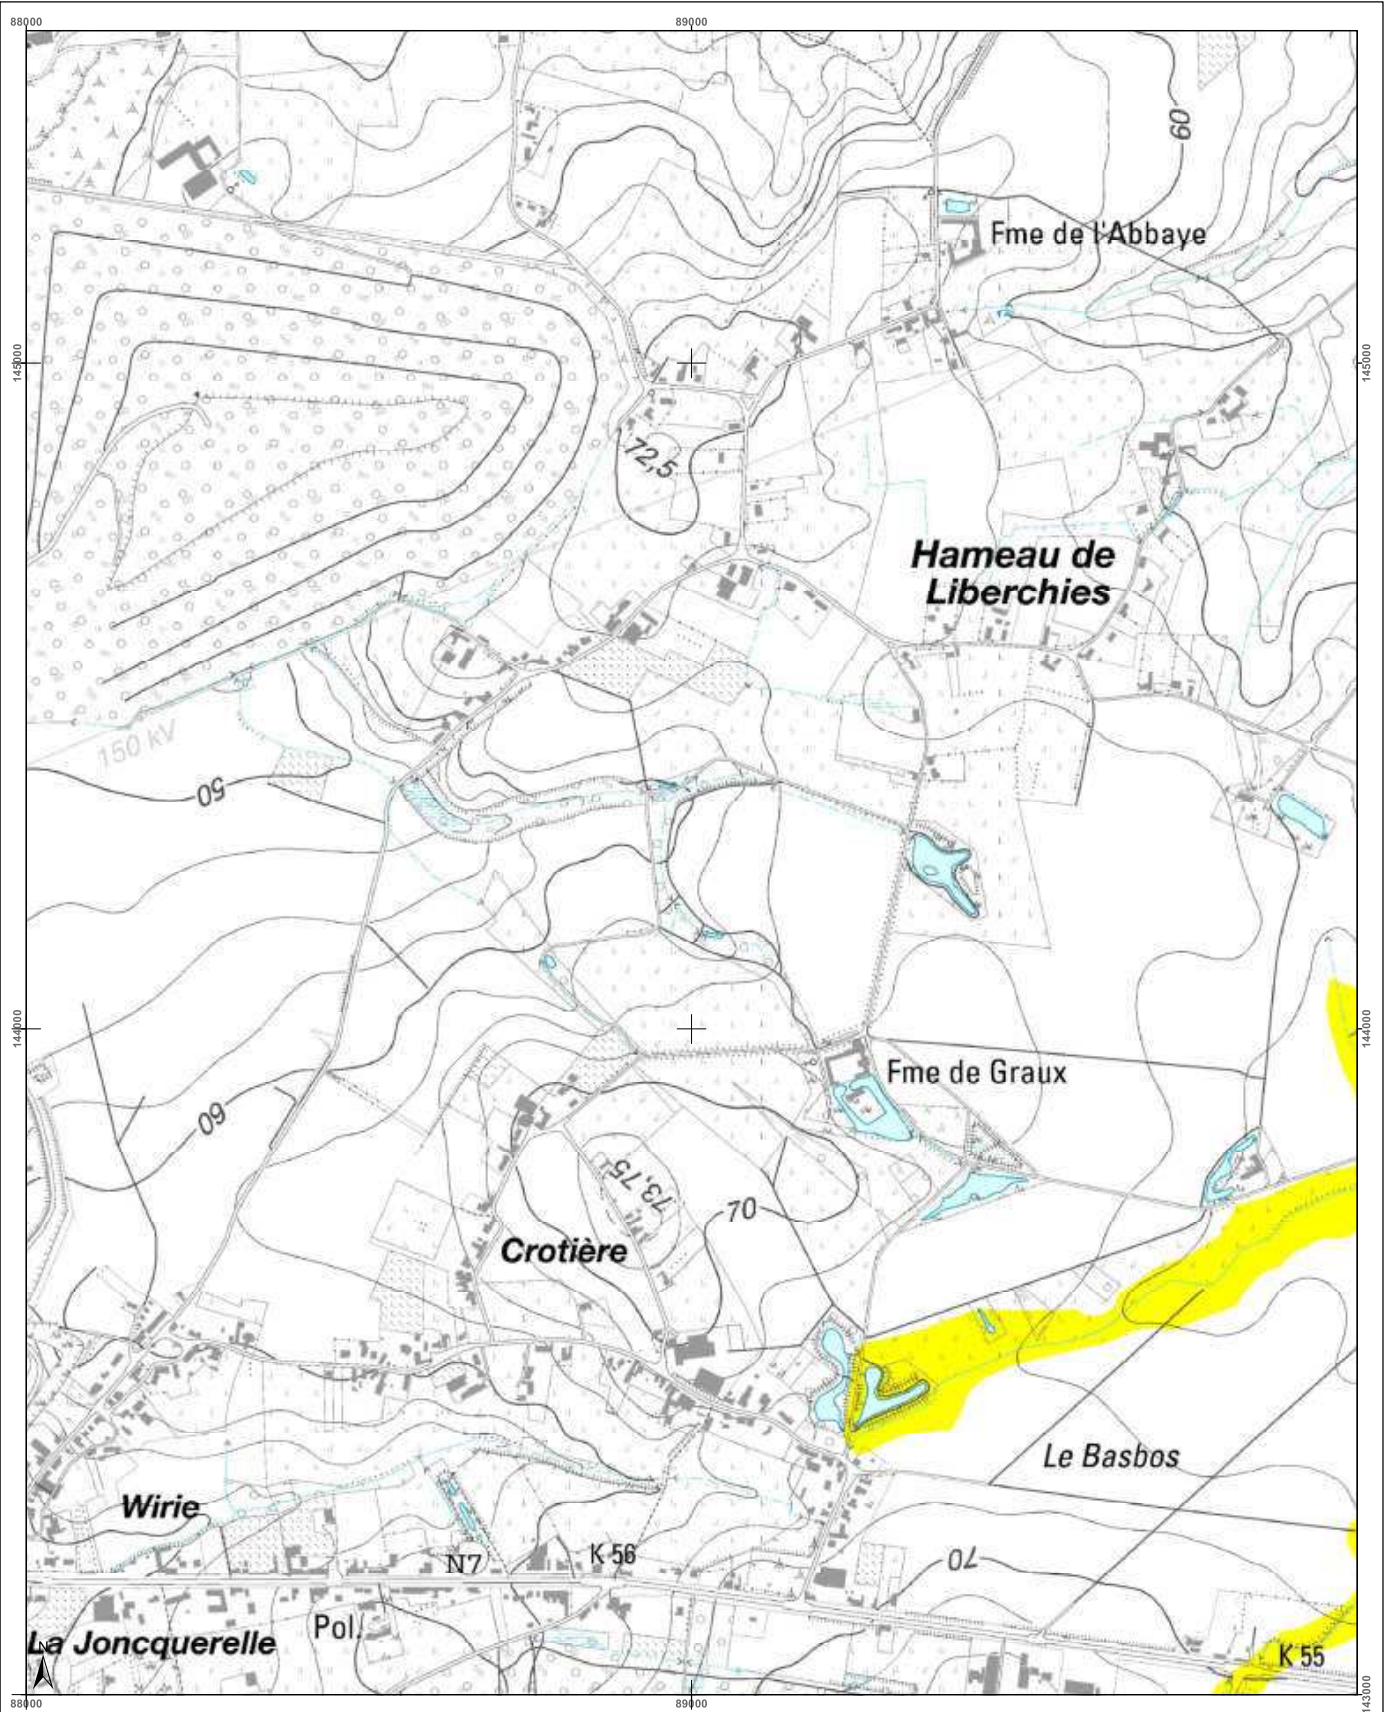 88000
89000
60
Fme de l'Abbaye
145000
145000
72,5
Hameau de
Liberchies
150 kV
50
144000
144000
Fme de Graux
60
73,75
70
Crotière
Le Basbos
Wirie
N7
K 56
70
Pol.
La Joncquerelle
K 55
N
88000
89000
143000